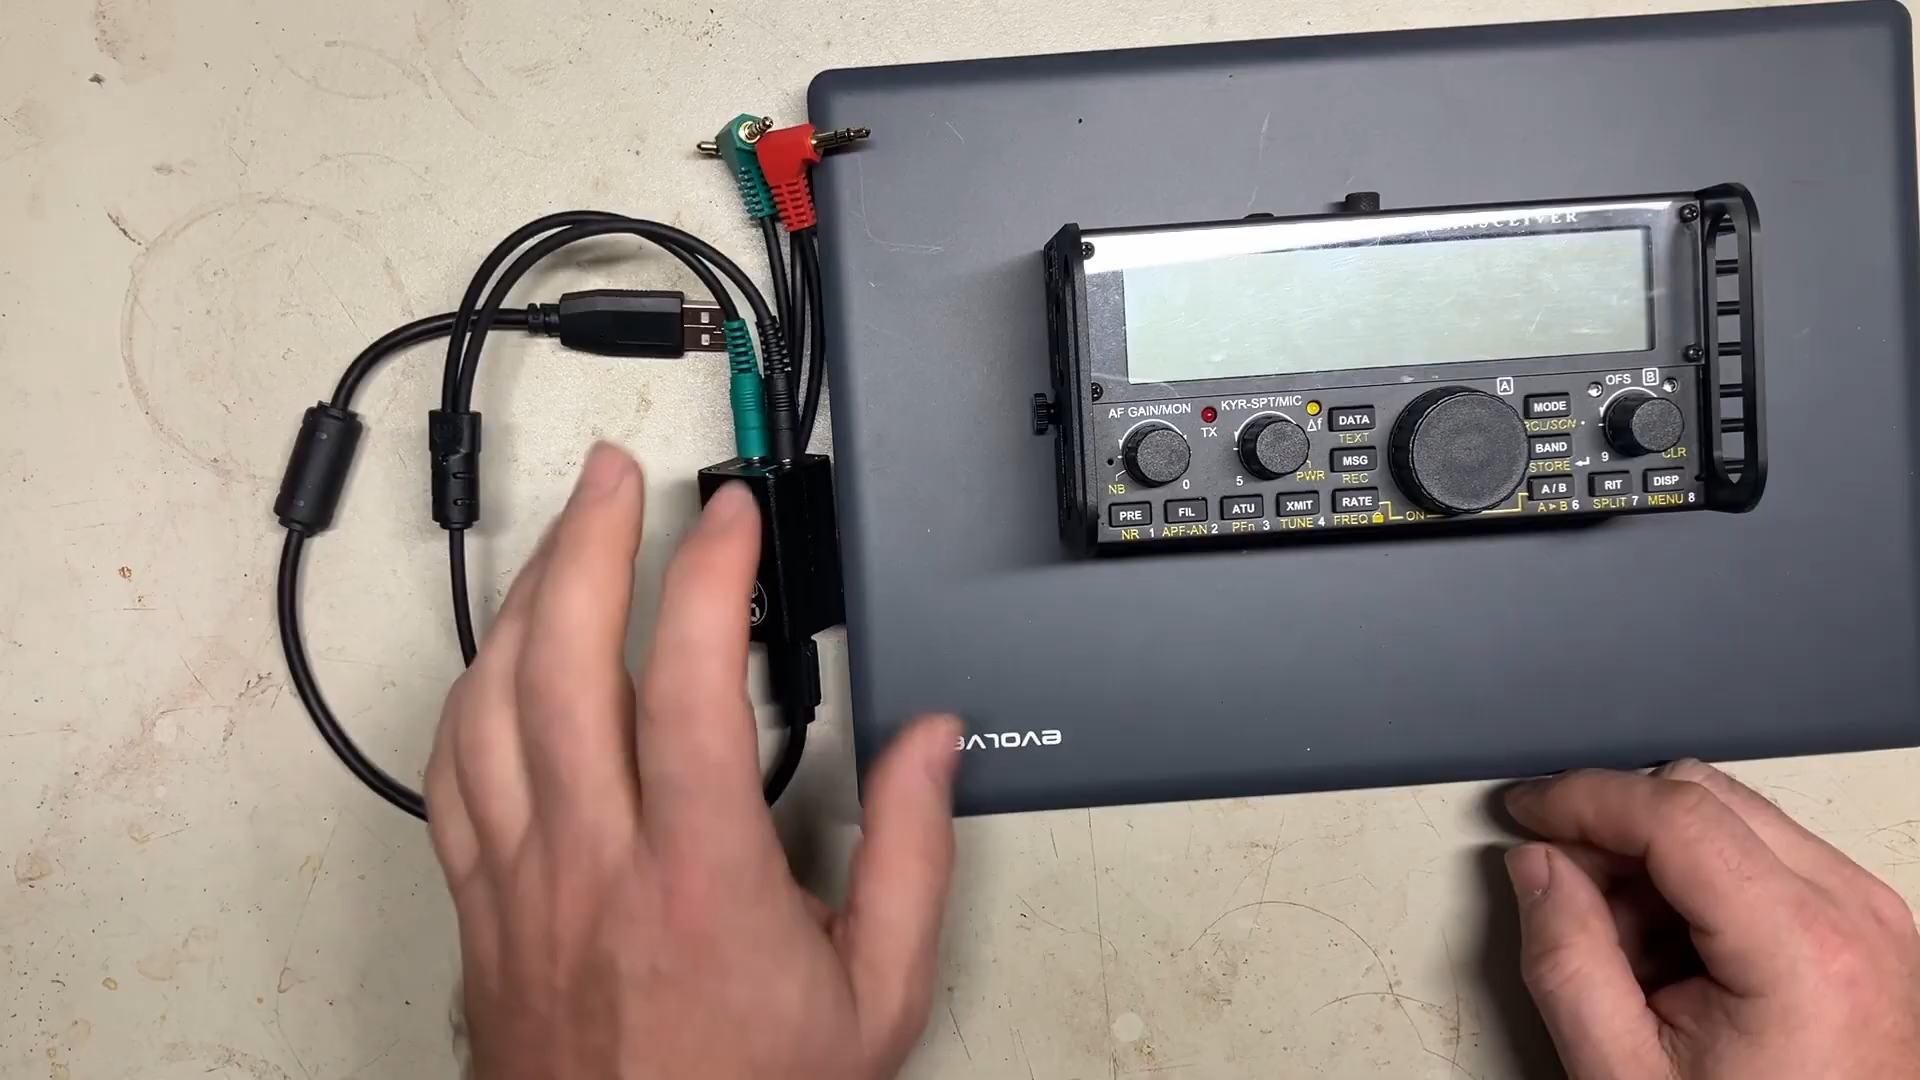 TRANSCEIVER
AF GAIN/MON
TX
KYR-SPT/MIC
Δf
DATA
TEXT
A
MODE
RCL/SCN
OFS
B
NB
0
5
PWR
MSG
REC
BAND
STORE
9
CLR
PRE
FIL
ATU
XMIT
RATE
A / B
RIT
DISP
NR 1
APF-AN 2
PFn 3
TUNE 4
FREQ
ON
A►B 6
SPLIT 7
MENU 8
EVOLVE